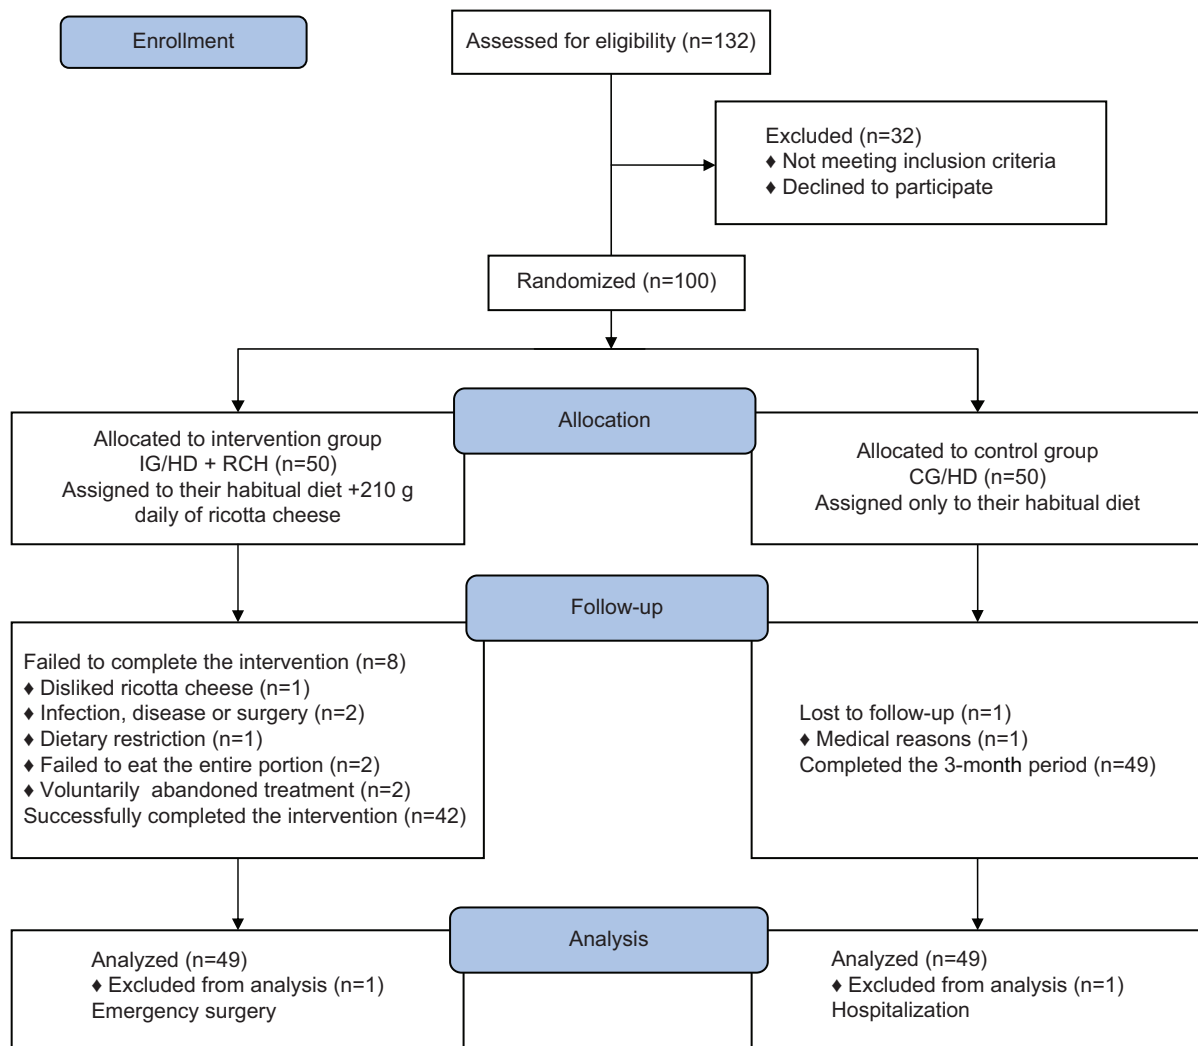 Enrollment
Assessed for eligibility (n=132)
Excluded (n=32)
♦ Not meeting inclusion criteria
♦ Declined to participate
Randomized (n=100)
Allocation
Allocated to intervention group
IG/HD + RCH (n=50)
Assigned to their habitual diet +210 g
daily of ricotta cheese
Allocated to control group
CG/HD (n=50)
Assigned only to their habitual diet
Follow-up
Failed to complete the intervention (n=8)
♦ Disliked ricotta cheese (n=1)
♦ Infection, disease or surgery (n=2)
♦ Dietary restriction (n=1)
♦ Failed to eat the entire portion (n=2)
♦ Voluntarily abandoned treatment (n=2)
Successfully completed the intervention (n=42)
Lost to follow-up (n=1)
♦ Medical reasons (n=1)
Completed the 3-month period (n=49)
Analysis
Analyzed (n=49)
♦ Excluded from analysis (n=1)
Emergency surgery
Analyzed (n=49)
♦ Excluded from analysis (n=1)
Hospitalization